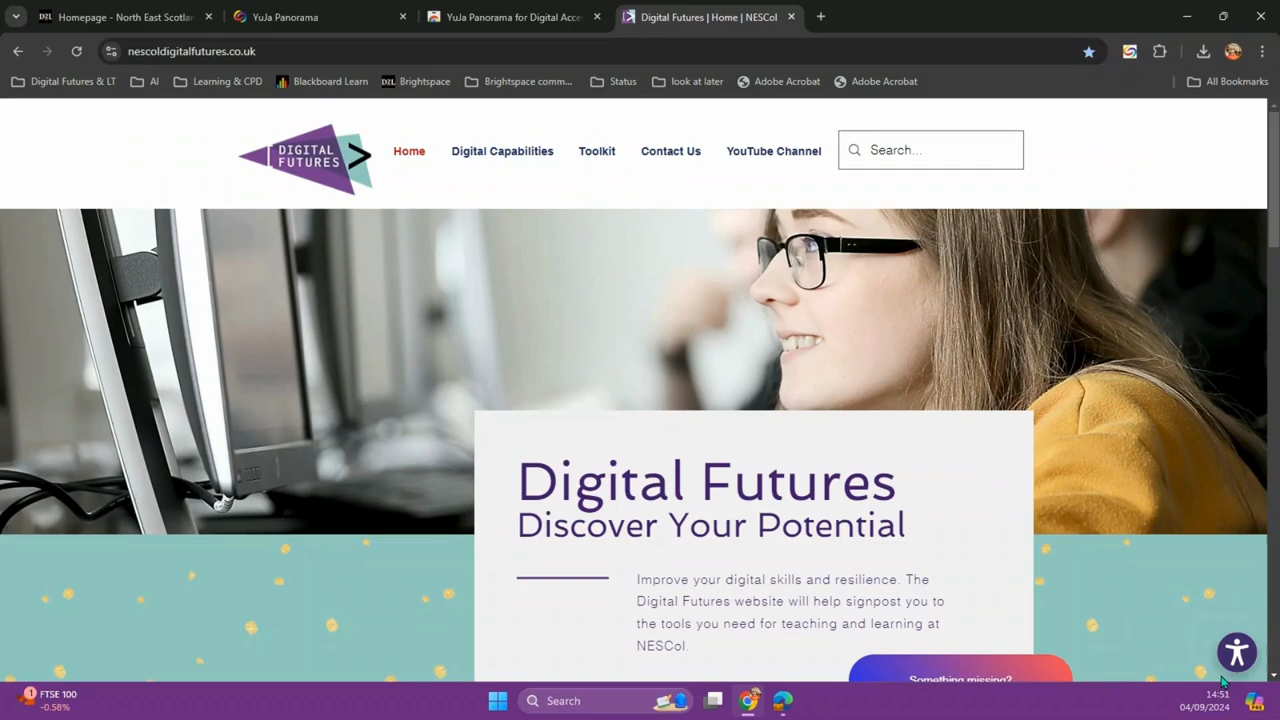 Homepage - North East Scotlan
YuJa Panorama
YuJa Panorama for Digital Acce
Digital Futures | Home | NESCol
nescoldigitalfutures.co.uk
Digital Futures & LT
AI
Learning & CPD
Blackboard Learn
D2L Brightspace
Brightspace comm...
Status
look at later
Adobe Acrobat
Adobe Acrobat
All Bookmarks
[ DIGITAL FUTURES >
Home
Digital Capabilities
Toolkit
Contact Us
YouTube Channel
Search...
Digital Futures
Discover Your Potential
Improve your digital skills and resilience. The
Digital Futures website will help signpost you to
the tools you need for teaching and learning at
NESCol.
Something missing?
1
FTSE 100
-0.58%
Search
14:51
04/09/2024